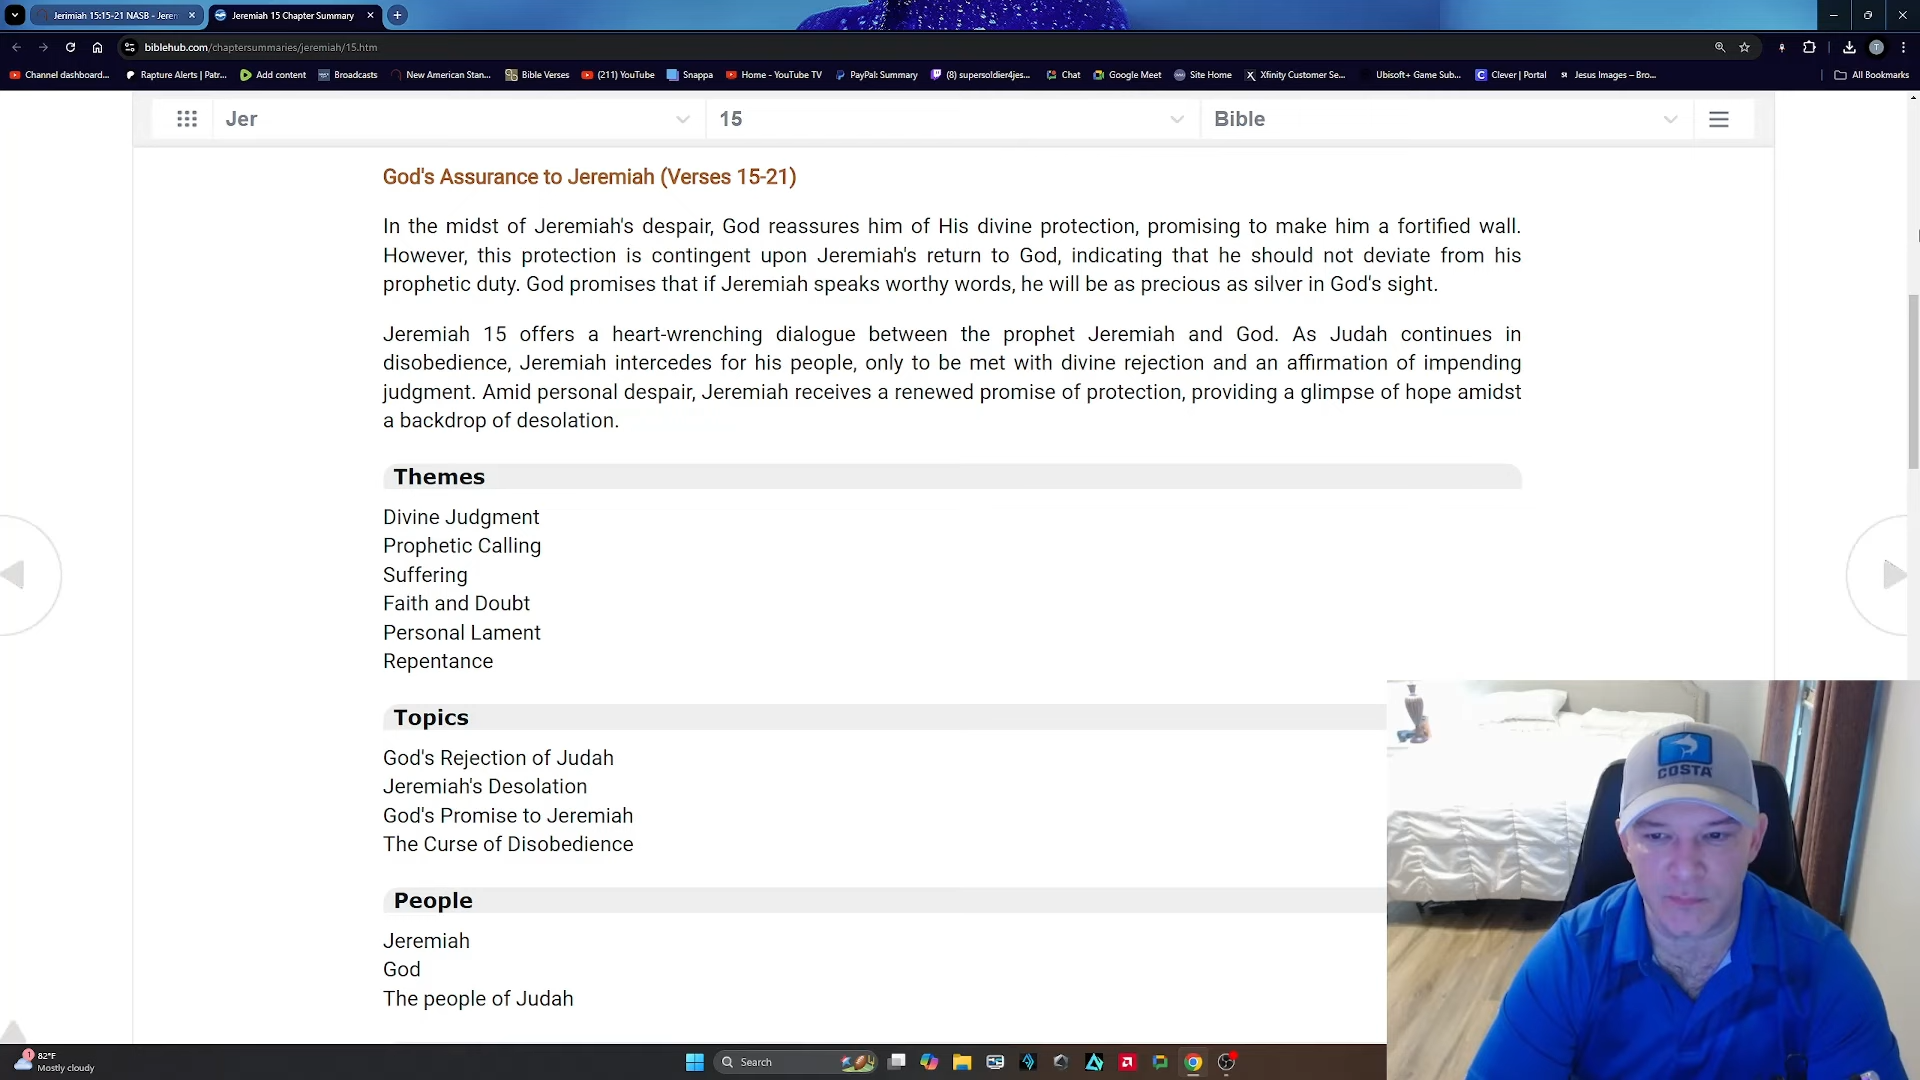 Jerimiah 15:15-21 NASB - Jerem
Jeremiah 15 Chapter Summary
biblehub.com/chaptersummaries/jeremiah/15.htm
Channel dashboard...
Rapture Alerts | Patr...
Add content
Broadcasts
New American Stan...
Bible Verses
(211) YouTube
Snappa
Home - YouTube TV
PayPal: Summary
(8) supersoldier4jes...
Chat
Google Meet
Site Home
Xfinity Customer Se...
Ubisoft+ Game Sub...
Clever | Portal
Jesus Images – Bro...
All Bookmarks
Jer
15
Bible
God's Assurance to Jeremiah (Verses 15-21)
In the midst of Jeremiah's despair, God reassures him of His divine protection, promising to make him a fortified wall.
However, this protection is contingent upon Jeremiah's return to God, indicating that he should not deviate from his
prophetic duty. God promises that if Jeremiah speaks worthy words, he will be as precious as silver in God's sight.
Jeremiah 15 offers a heart-wrenching dialogue between the prophet Jeremiah and God. As Judah continues in
disobedience, Jeremiah intercedes for his people, only to be met with divine rejection and an affirmation of impending
judgment. Amid personal despair, Jeremiah receives a renewed promise of protection, providing a glimpse of hope amidst
a backdrop of desolation.
Themes
Divine Judgment
Prophetic Calling
Suffering
Faith and Doubt
Personal Lament
Repentance
Topics
God's Rejection of Judah
Jeremiah's Desolation
God's Promise to Jeremiah
The Curse of Disobedience
People
Jeremiah
God
The people of Judah
COSTA
1
82°F
Mostly cloudy
Search